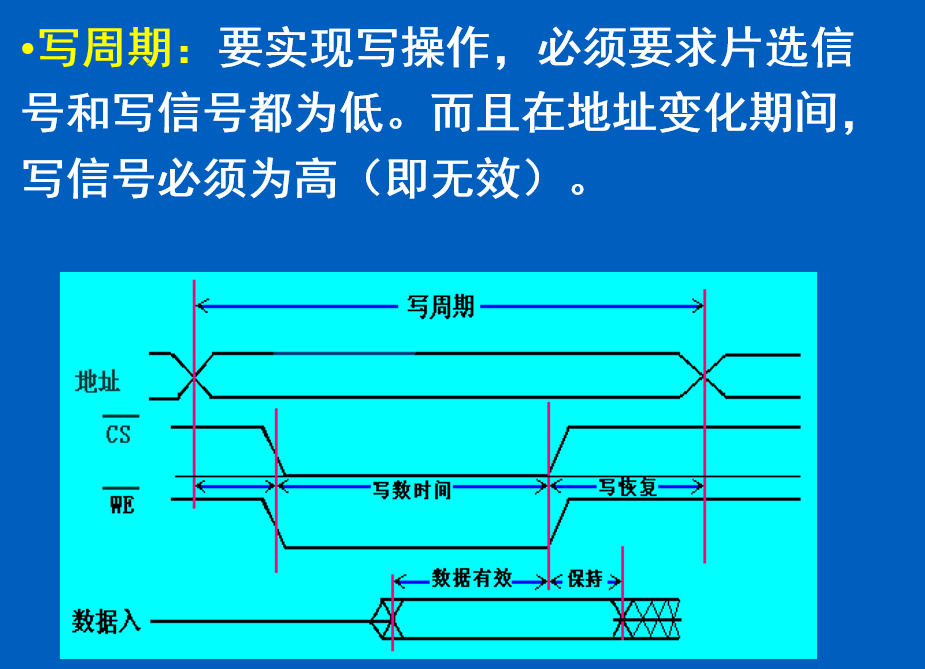 •写周期：要实现写操作，必须要求片选信
号和写信号都为低。而且在地址变化期间，
写信号必须为高（即无效）。
写周期
地址
CS
写数时间
写恢复
WE
数据有效
保持
数据入